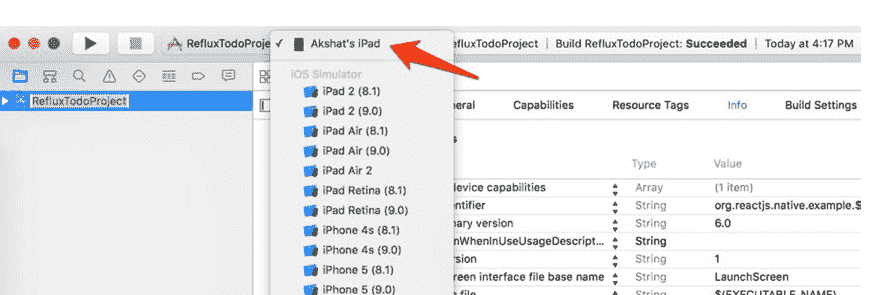 RefluxTodoProje
Akshat's iPad
efluxTodoProject | Build RefluxTodoProject: Succeeded | Today at 4:17 PM
iOS Simulator
RefluxTodoProject
iPad 2 (8.1)
iPad 2 (9.0)
iPad Air (8.1)
iPad Air (9.0)
iPad Air 2
iPad Retina (8.1)
iPad Retina (9.0)
iPhone 4s (8.1)
iPhone 4s (9.0)
iPhone 5 (8.1)
iPhone 5 (9.0)
neral Capabilities Resource Tags Info Build Settings
s
Type Value
device capabilities Array (1 item)
entifier String org.reactjs.native.example.$
nary version String 6.0
nWhenInUseUsageDescript... String
rsion String 1
reen interface file base name String LaunchScreen
file String $(EXECUTABLE_NAME)